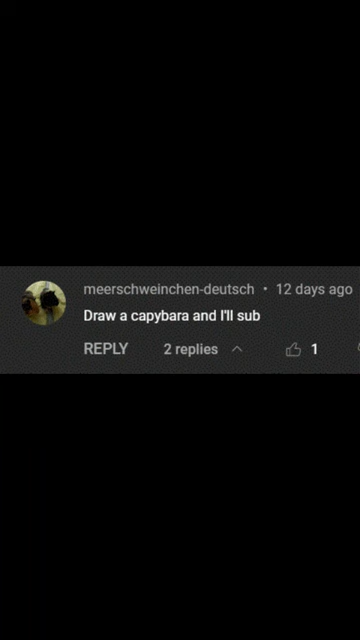 meerschweinchen-deutsch • 12 days ago
Draw a capybara and I'll sub
REPLY 2 replies 1